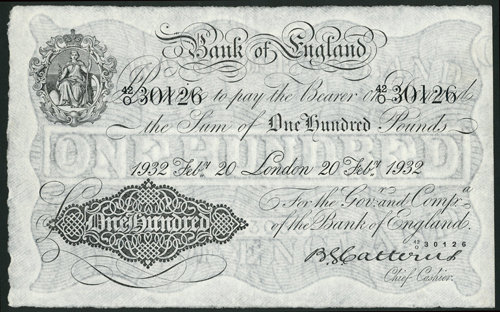 Bank of England
42/O 30126 to pay the Bearer on 42/O 30126
the Sum of One Hundred Pounds
1932 Feby 20 London 20 Feby 1932
For the Govr. and Compa.
of the Bank of England.
One Hundred
42/O 30126
B G Catterns
Chief Cashier.